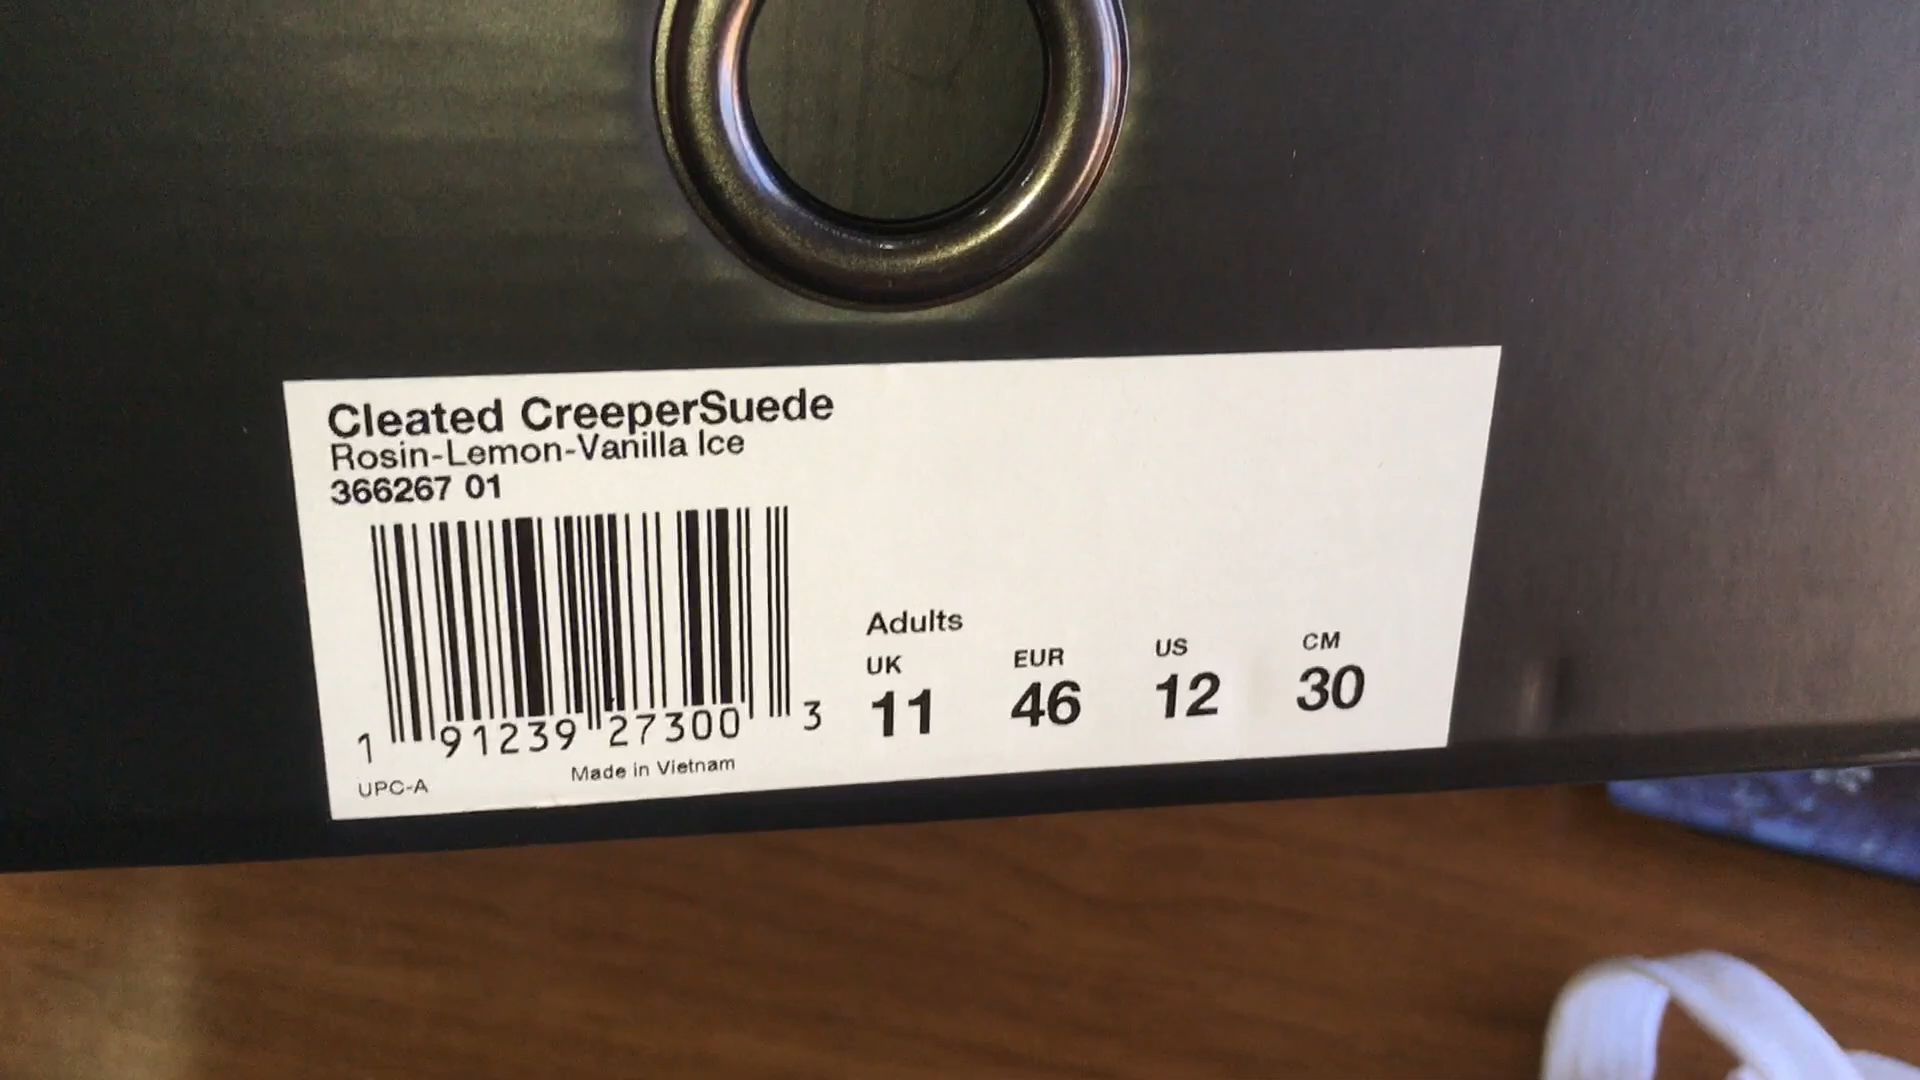 Cleated CreeperSuede
Rosin-Lemon-Vanilla Ice
366267 01
1 91239 27300 3
UPC-A
Made in Vietnam
Adults
UK EUR US CM
11 46 12 30